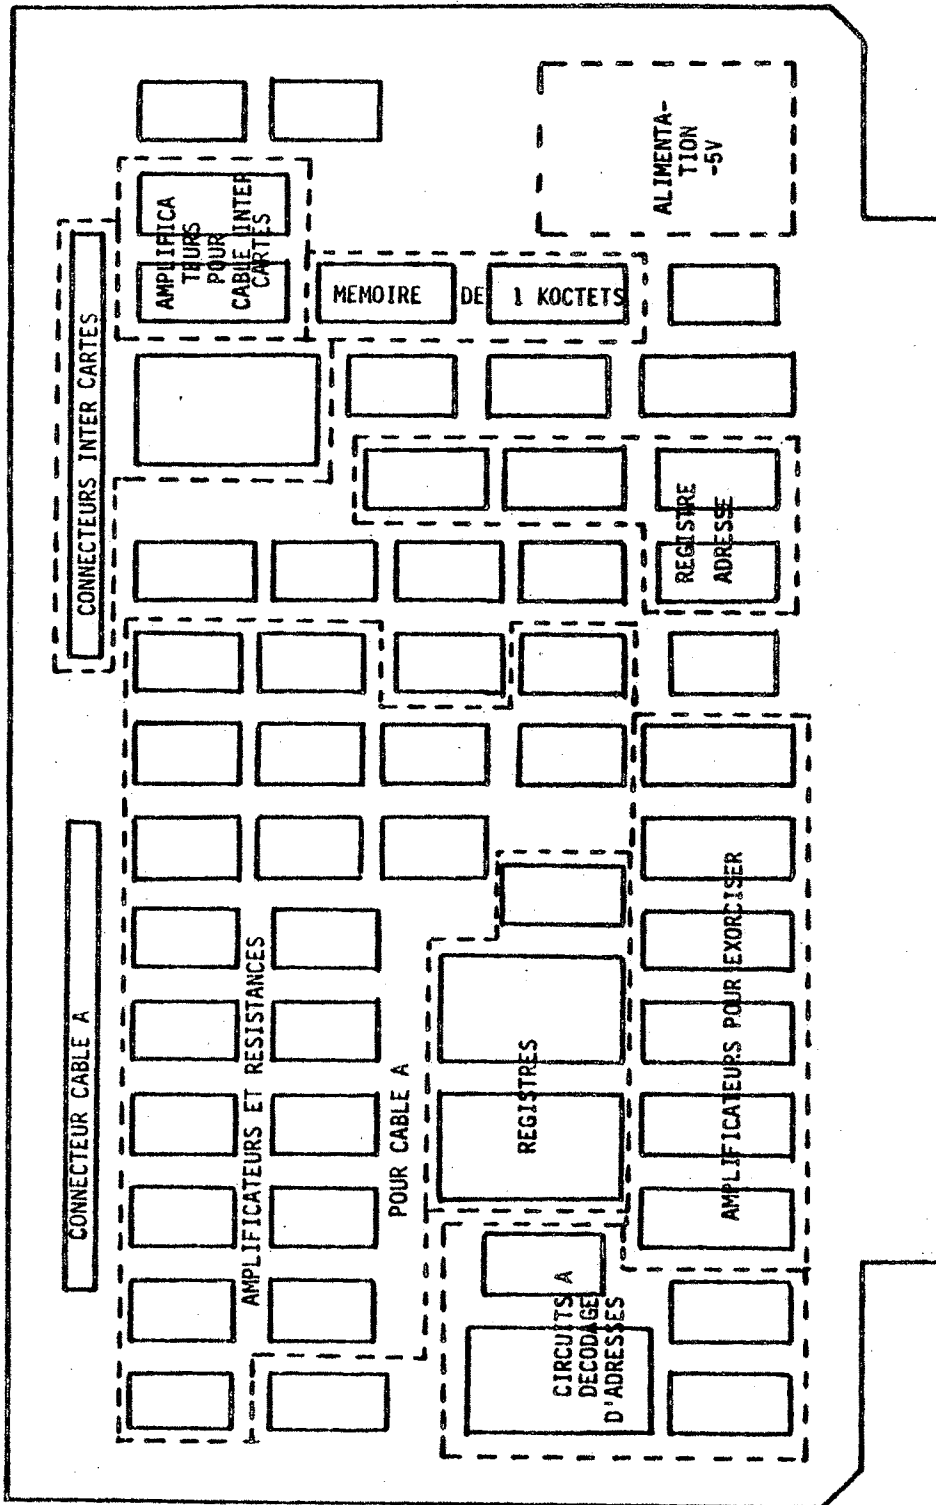 ALIMENTA-
TION
-5V
AMPLIFICA
TEURS
POUR
CABLE INTER
CARTES
MEMOIRE DE 1 KOCTETS
CONNECTEURS INTER CARTES
REGISTRE
ADRESSE
CONNECTEUR CABLE A
AMPLIFICATEURS ET RESISTANCES
POUR CABLE A
REGISTRES
AMPLIFICATEURS POUR EXORCISER
CIRCUITS A
DECODAGE
D'ADRESSES